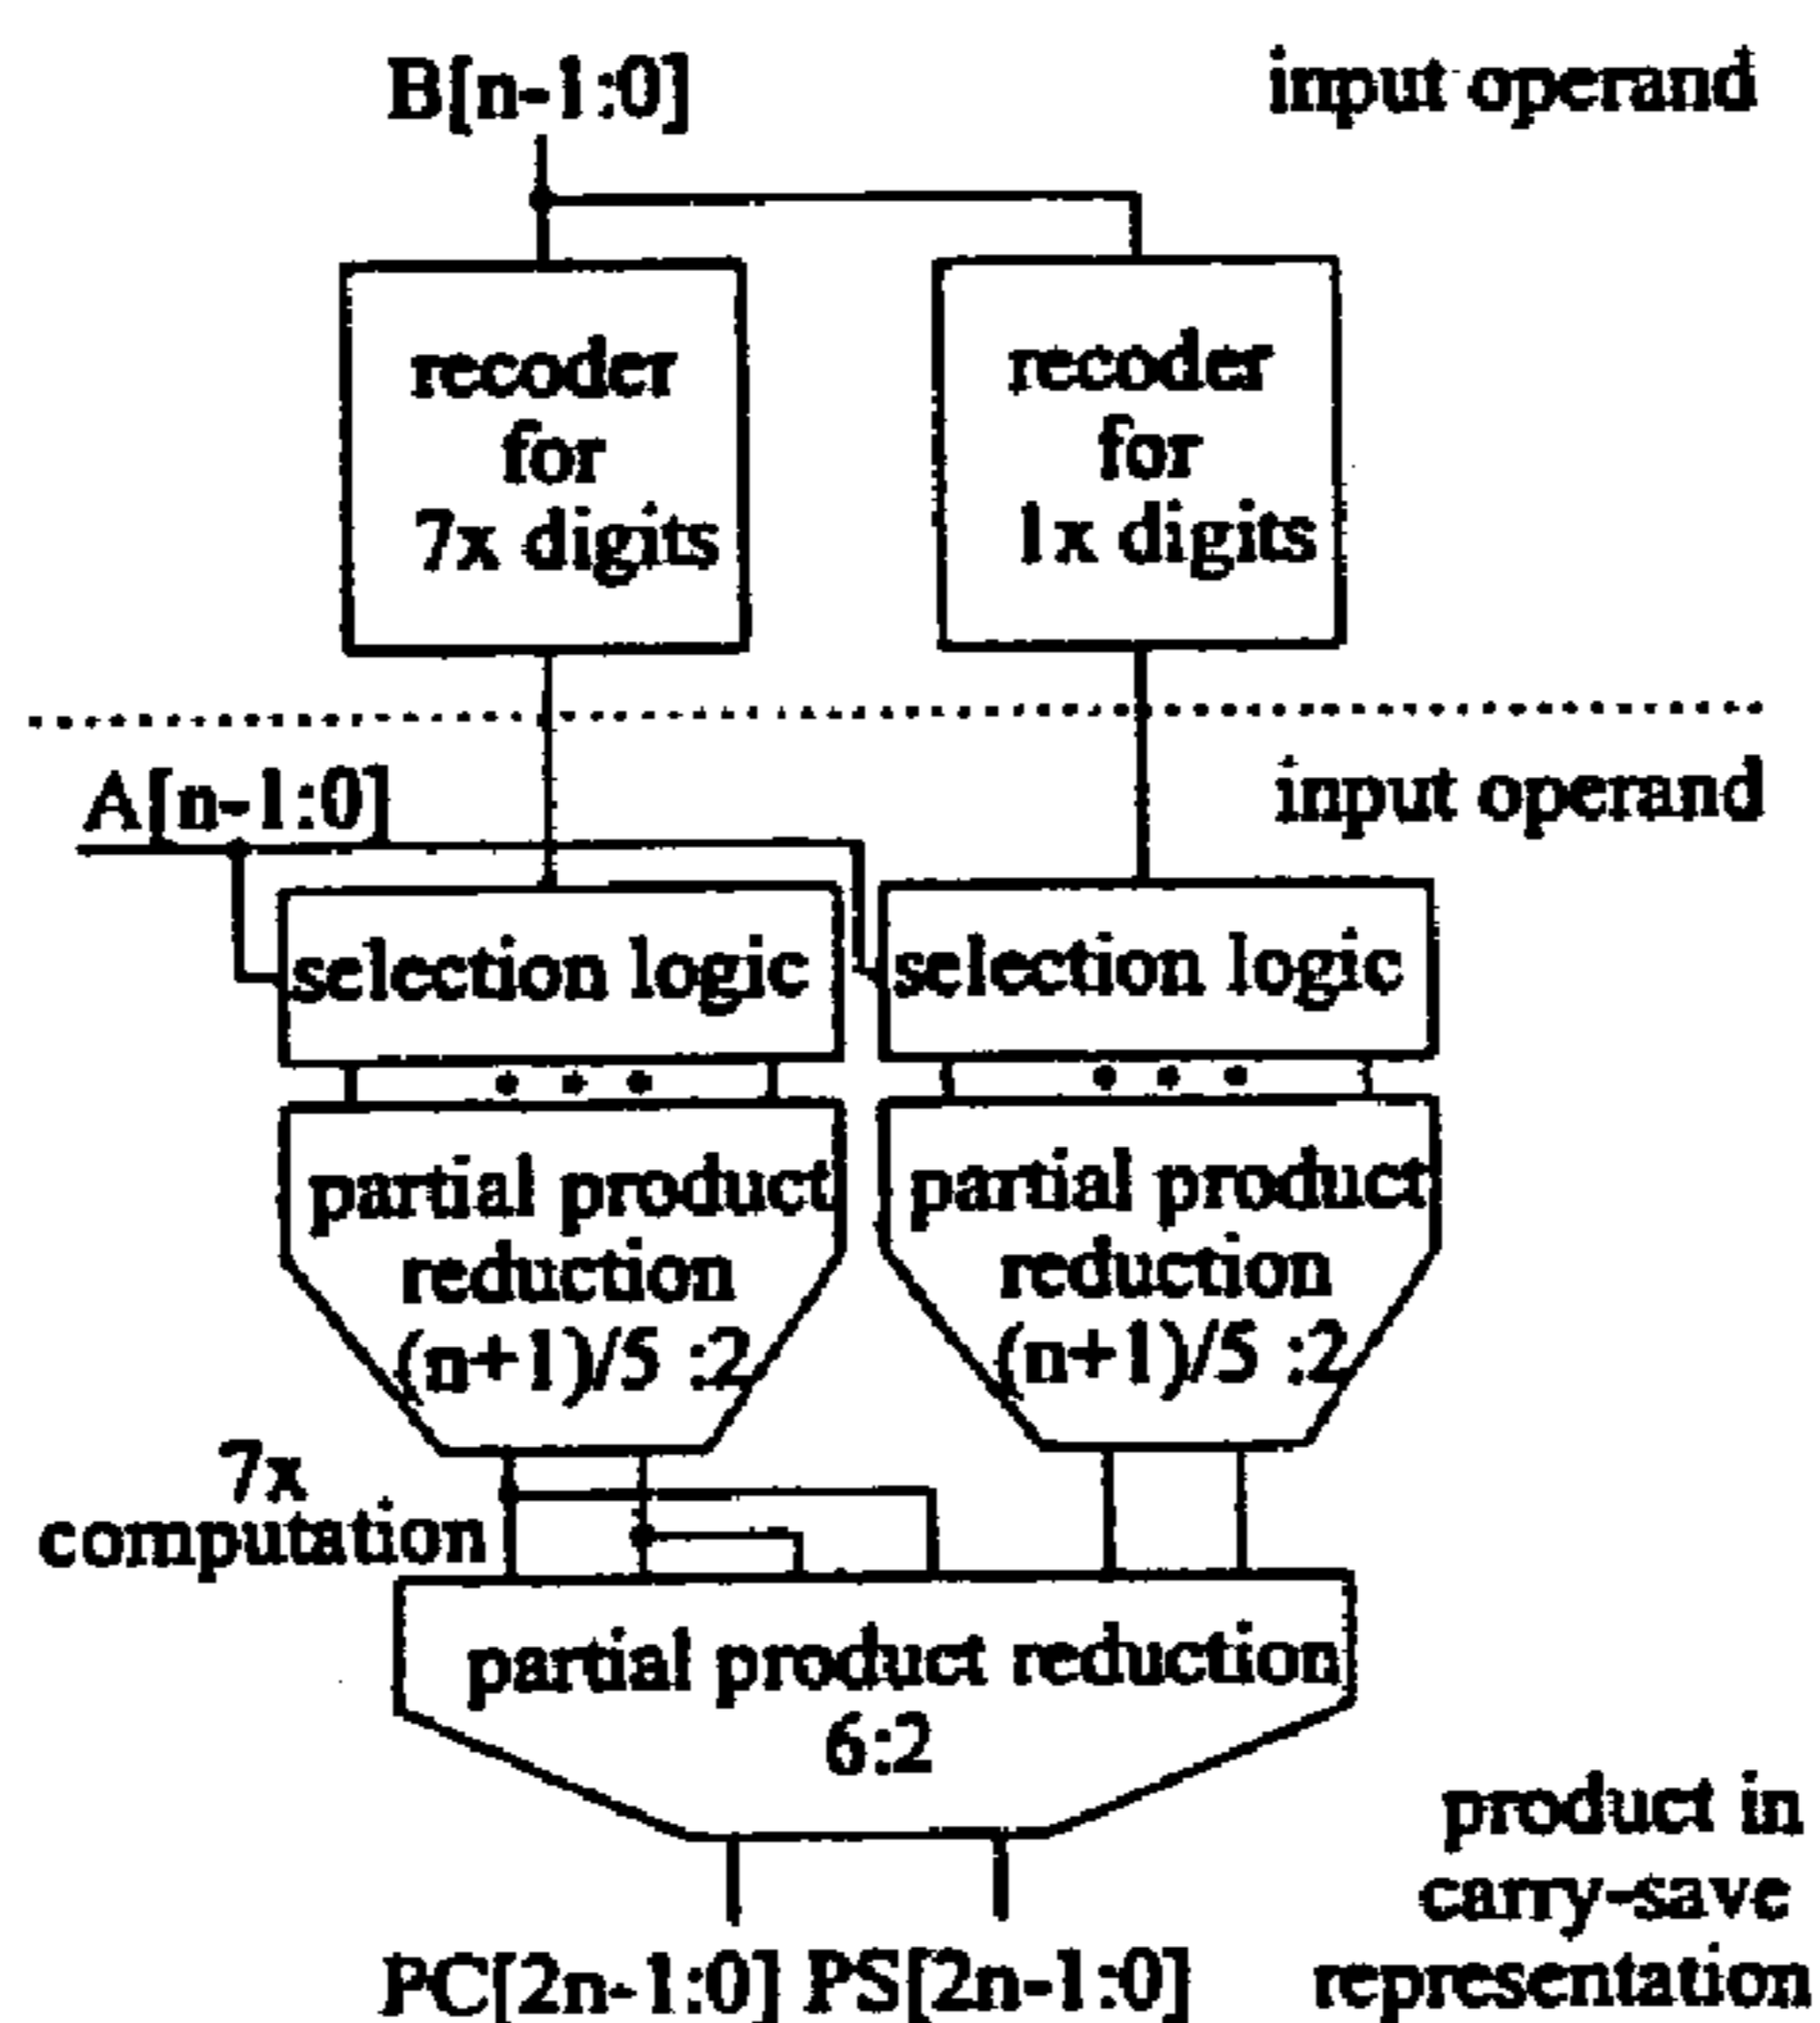 B[n-1:0]
input operand
recoder
for
7x digits
recoder
for
1x digits
A[n-1:0]
input operand
selection logic
selection logic
partial product
reduction
(n+1)/5 :2
partial product
reduction
(n+1)/5 :2
7x
computation
partial product reduction
6:2
product in
carry-save
representation
PC[2n-1:0] PS[2n-1:0]